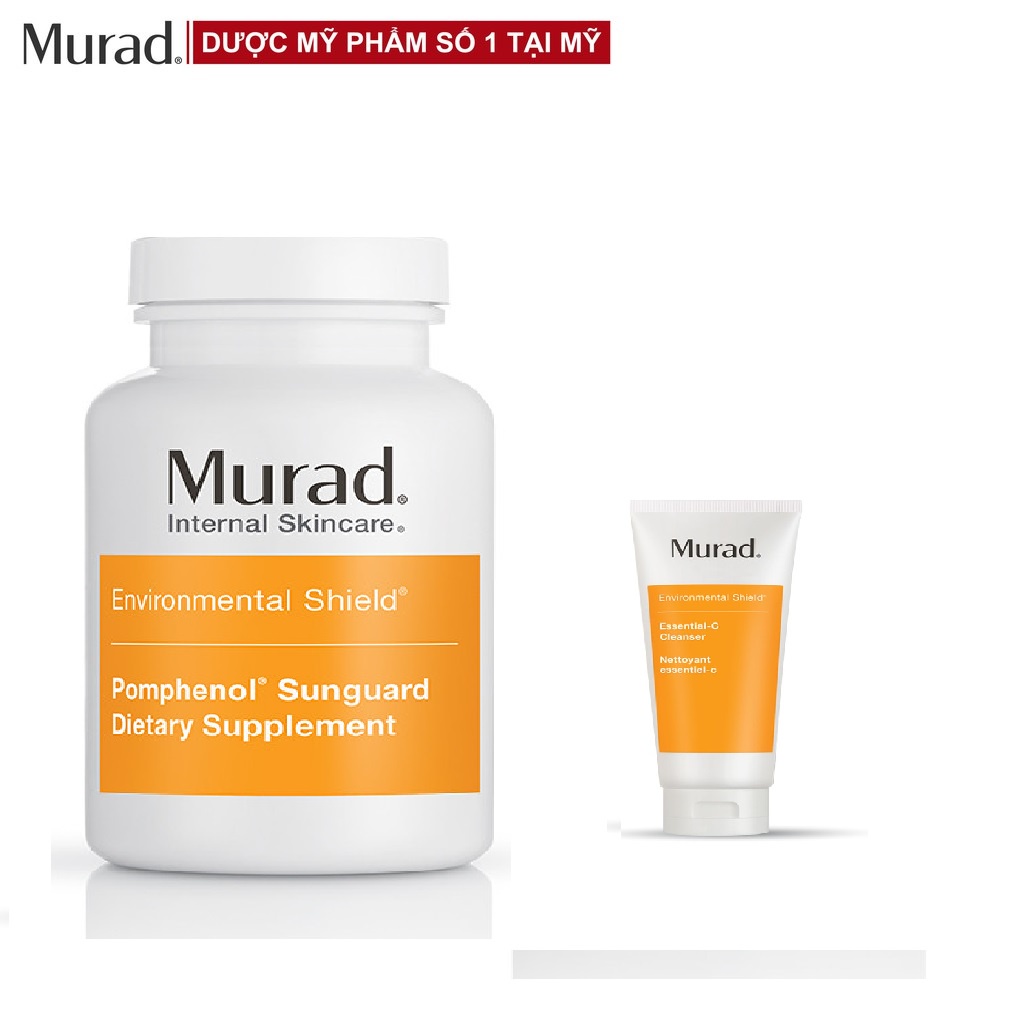 Murad®
DƯỢC MỸ PHẨM SỐ 1 TẠI MỸ
Murad®
Internal Skincare®
Environmental Shield®
Pomphenol® Sunguard
Dietary Supplement
Murad®
Environmental Shield®
Essential-C
Cleanser
Nettoyant
essentiel-c